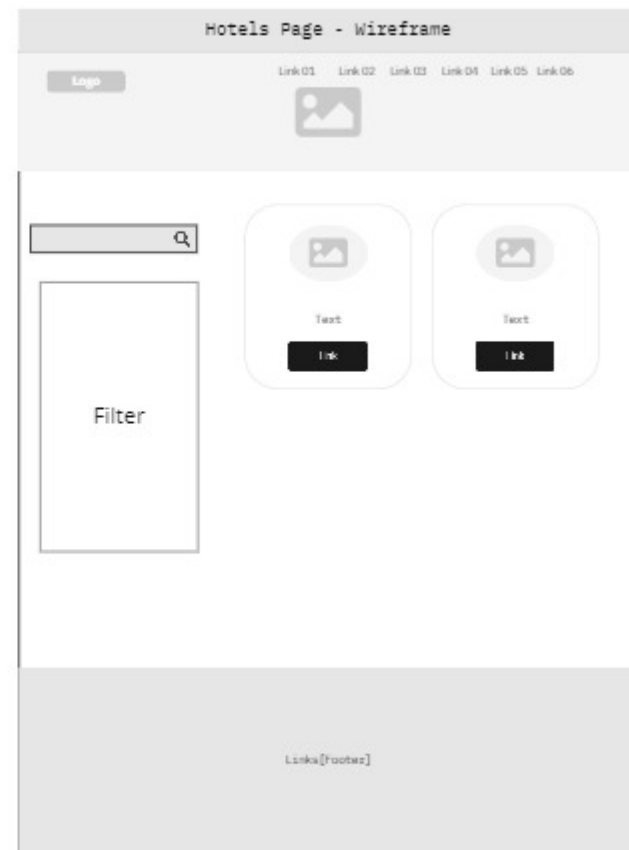 Hotels Page - Wireframe
Logo
Link 01 Link 02 Link 03 Link 04 Link 05 Link 06
Text Text
Link Link
Filter
Links[Footer]